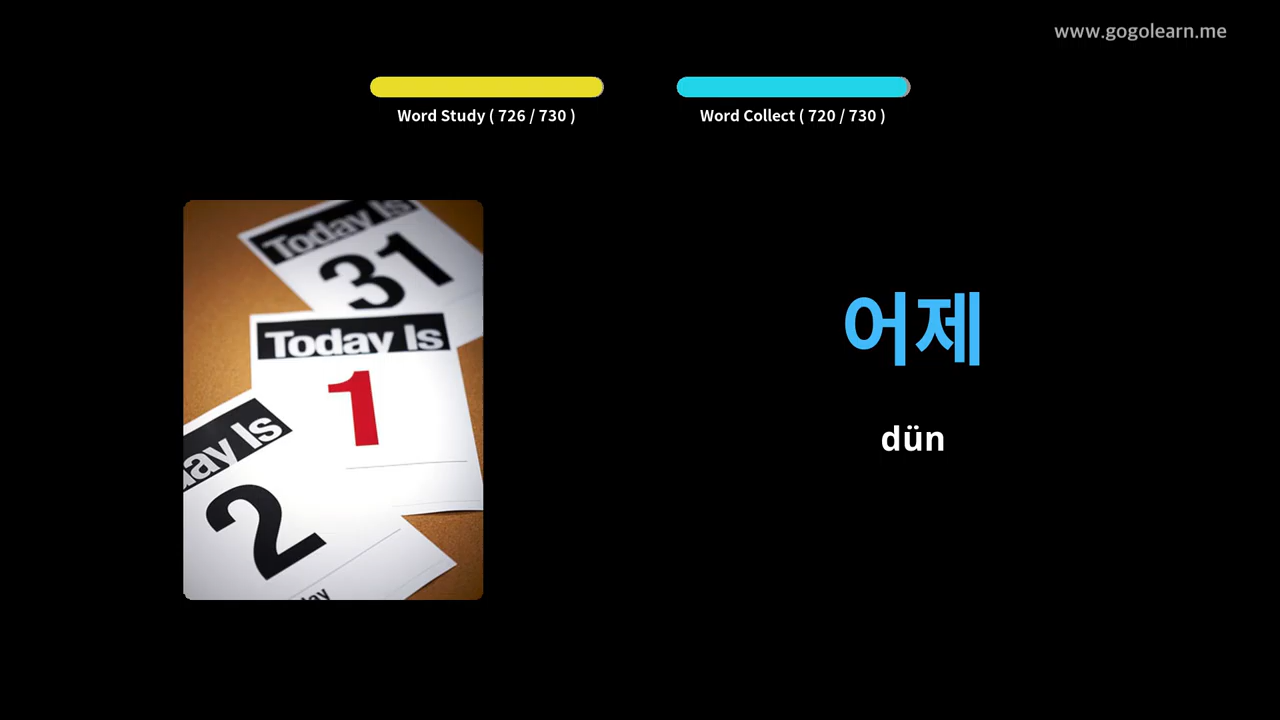 www.gogolearn.me
Word Study ( 726 / 730 )
Word Collect ( 720 / 730 )
Today Is
31
Today Is
1
ay Is
2
어제
dün